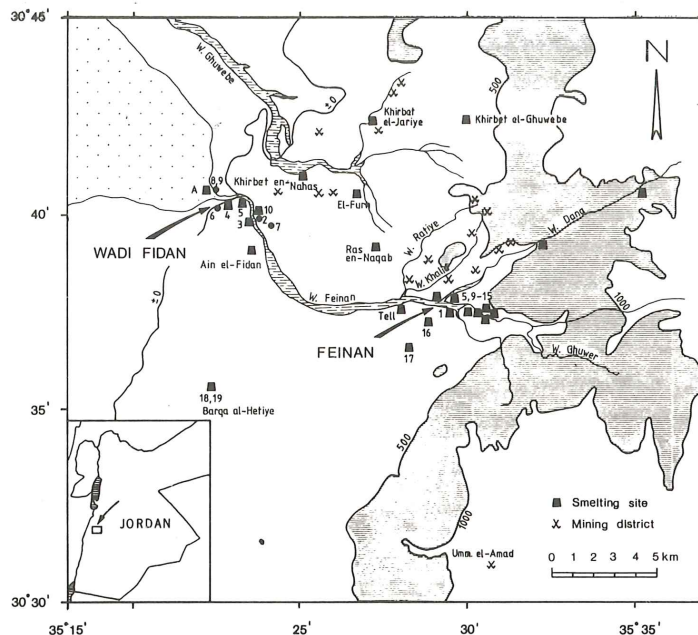 30° 45'
N
W. Ghuwebe
± 0
500
Khirbat
el-Jariye
Khirbet el-Ghuwebe
A
8,9
Khirbet en-Nahas
El-Furn
40'
6
4
5
3
10
2
7
WADI FIDAN
Ain el-Fidan
± 0
Ras
en-Naqab
W. Ratiye
W. Khalid
W. Dana
W. Feinan
Tell
1
5,9-15
16
FEINAN
17
W. Ghuwer
1000
35'
18,19
Barqa al-Hetiye
500
1000
JORDAN
Umm el-Amad
Smelting site
Mining district
0 1 2 3 4 5 km
30° 30'
35° 15'
25'
30'
35° 35'